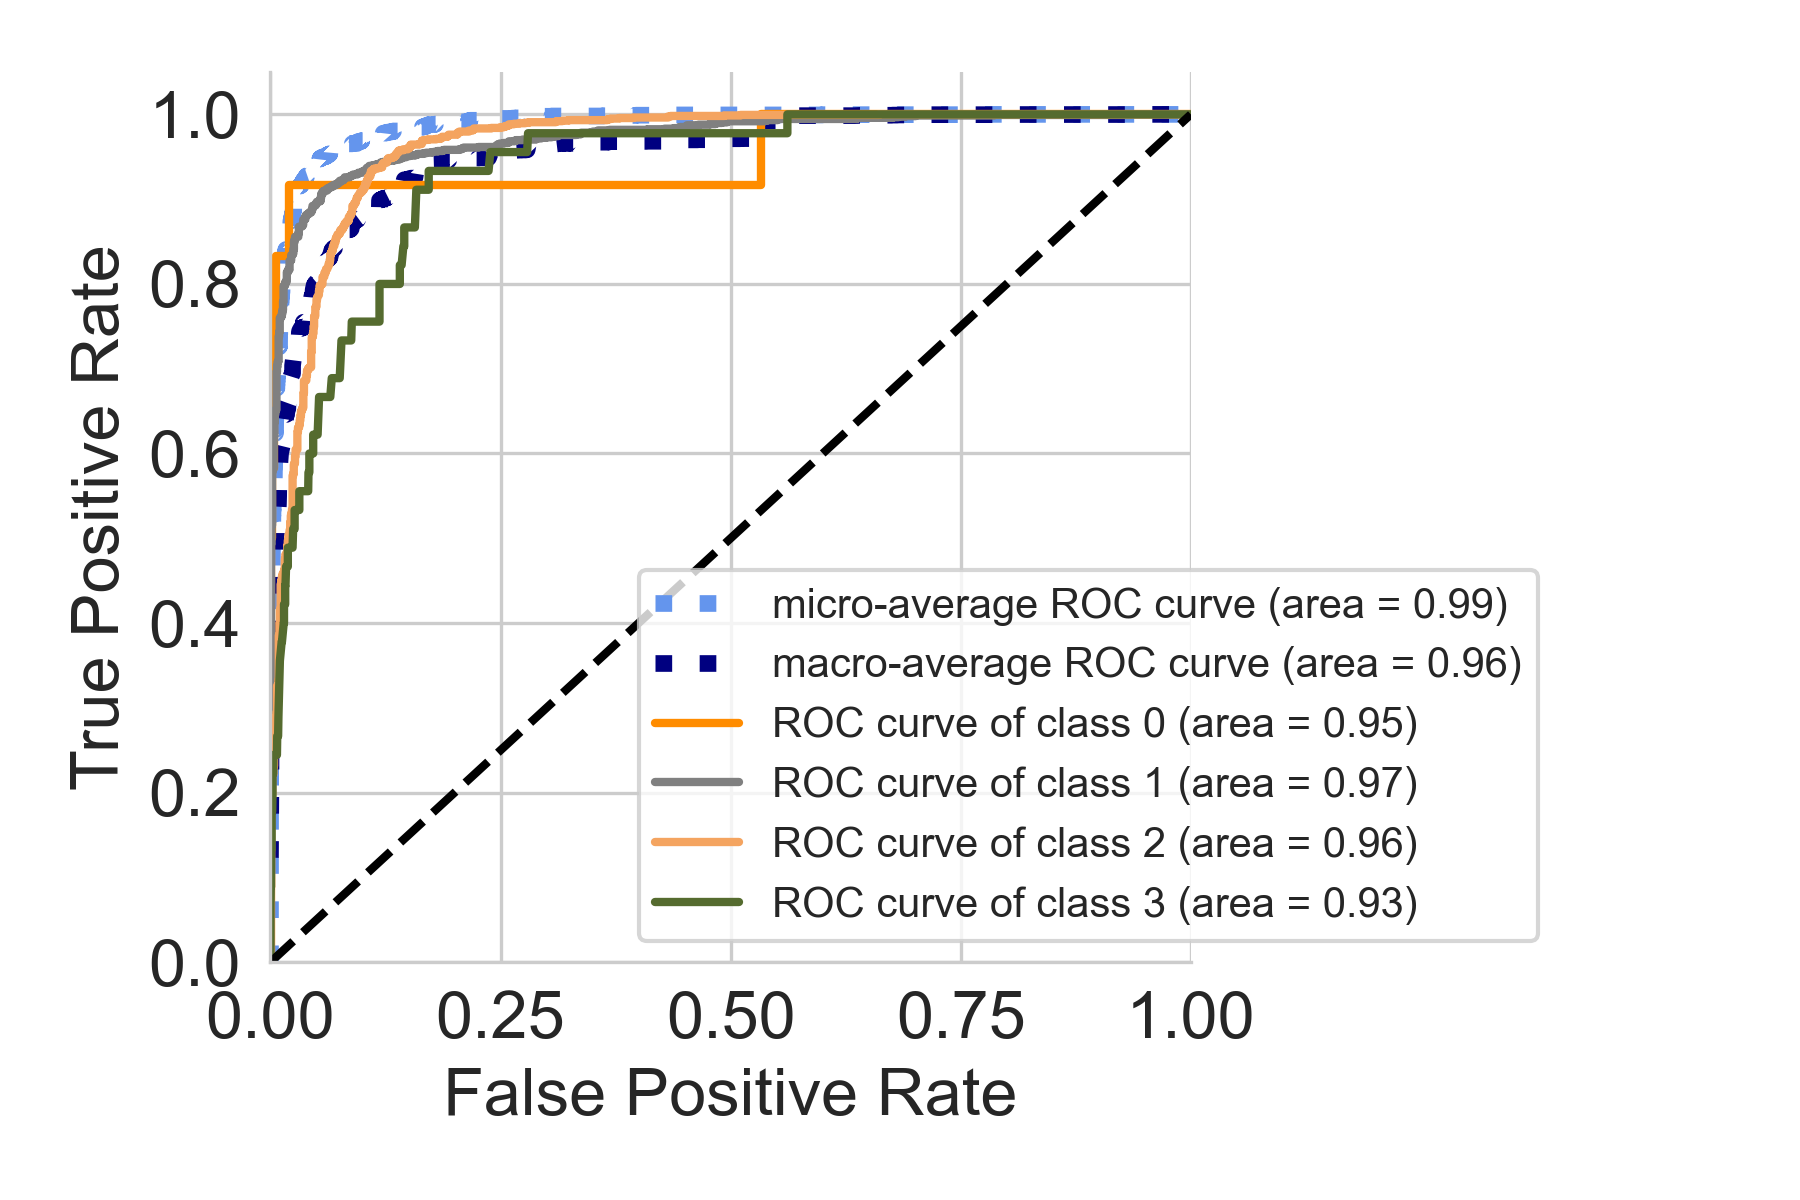 1.0
0.8
0.6
0.4
0.2
0.0
True Positive Rate
micro-average ROC curve (area = 0.99)
macro-average ROC curve (area = 0.96)
ROC curve of class 0 (area = 0.95)
ROC curve of class 1 (area = 0.97)
ROC curve of class 2 (area = 0.96)
ROC curve of class 3 (area = 0.93)
0.00 0.25 0.50 0.75 1.00
False Positive Rate